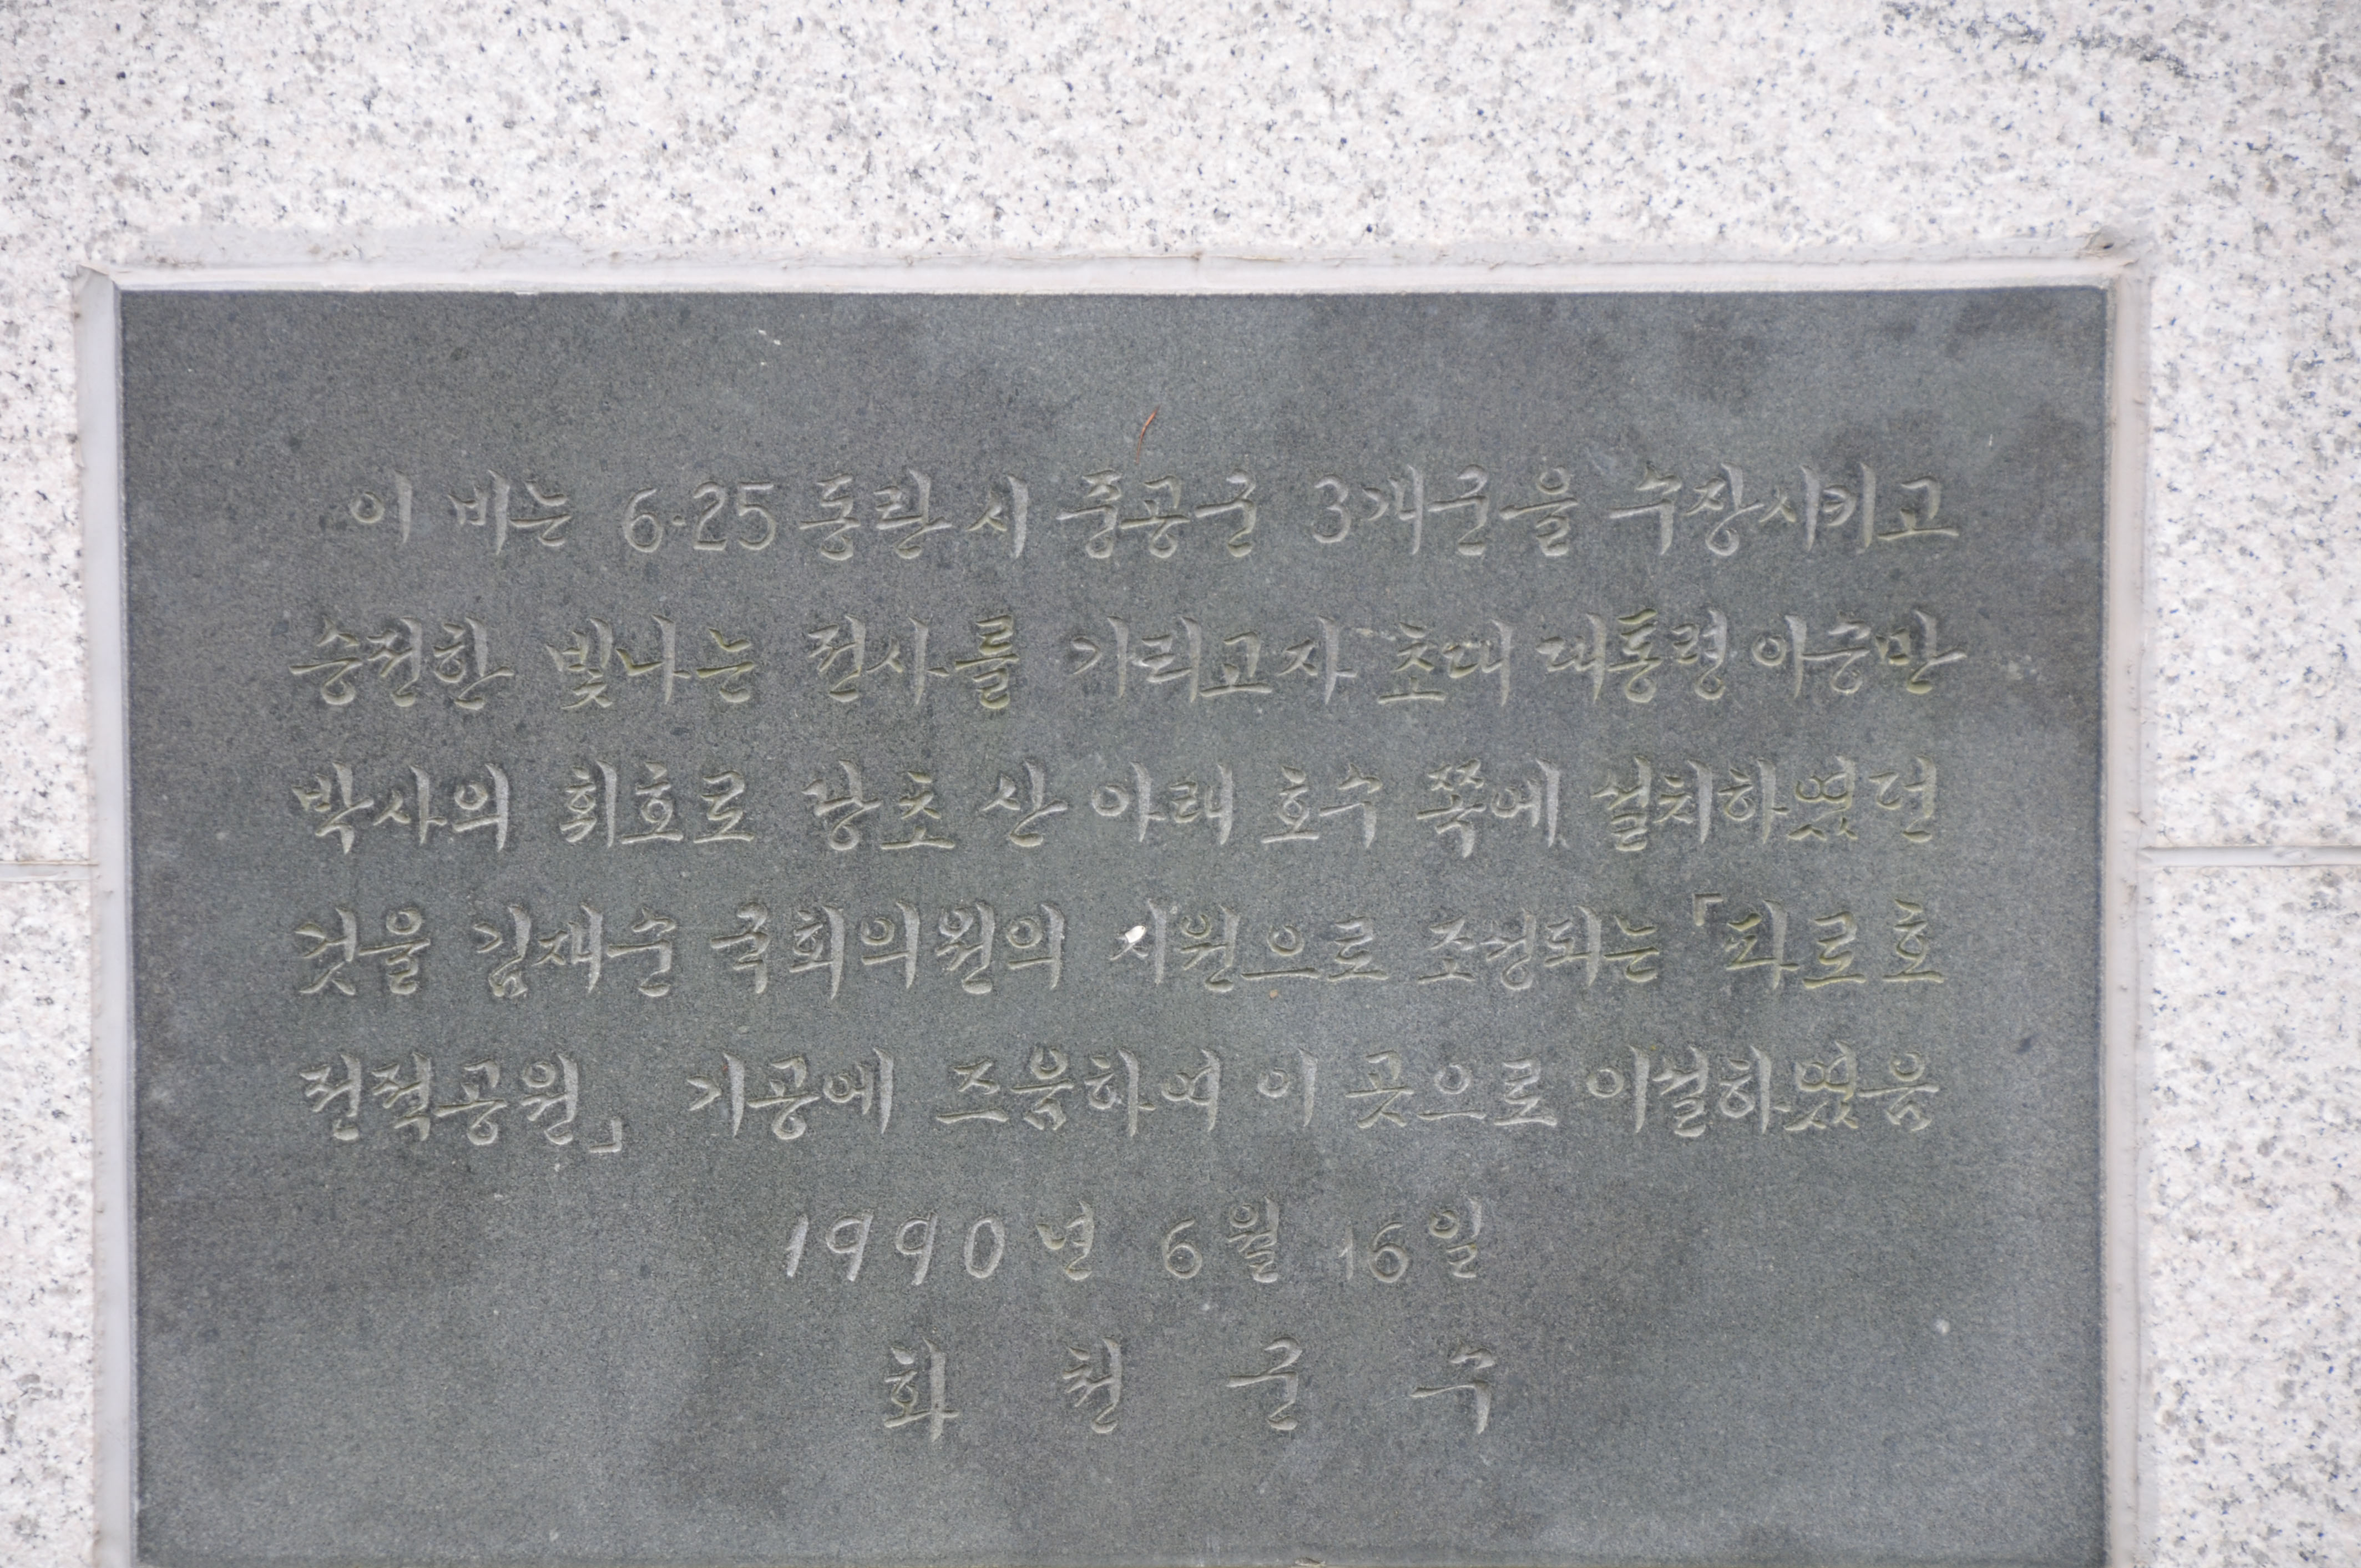 이 비는 6·25 동란시 중공군 3개군을 수장시키고
승전한 빛나는 전사를 기리고자 초대 대통령 이승만
박사의 휘호로 당초 산 아래 호수 쪽에 설치하였던
것을 김재순 국회의원의 지원으로 조성되는 「파로호
전적공원」 기공에 즈음하여 이 곳으로 이설하였음
1990년 6월 16일
화천군수